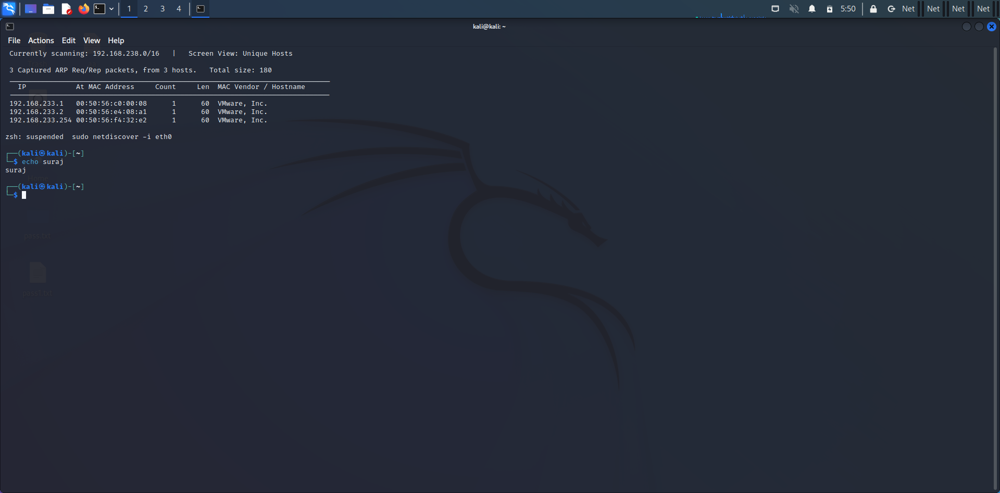 1 2 3 4 5:50 Net Net Net Net
kali@kali: ~
File Actions Edit View Help
Currently scanning: 192.168.238.0/16 | Screen View: Unique Hosts
3 Captured ARP Req/Rep packets, from 3 hosts. Total size: 180
IP At MAC Address Count Len MAC Vendor / Hostname
192.168.233.1 00:50:56:c0:00:08 1 60 VMware, Inc.
192.168.233.2 00:50:56:e4:08:a1 1 60 VMware, Inc.
192.168.233.254 00:50:56:f4:32:e2 1 60 VMware, Inc.
zsh: suspended sudo netdiscover -i eth0
┌──(kali㉿kali)-[~]
└─$ echo suraj
suraj
Home
┌──(kali㉿kali)-[~]
└─$
pass.txt
pass1.txt